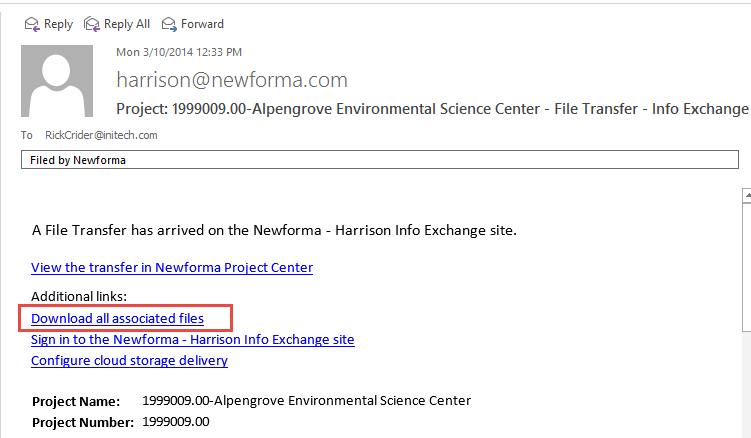 Reply Reply All Forward
Mon 3/10/2014 12:33 PM
harrison@newforma.com
Project: 1999009.00-Alpengrove Environmental Science Center - File Transfer - Info Exchange
To RickCrider@initech.com
Filed by Newforma
A File Transfer has arrived on the Newforma - Harrison Info Exchange site.
View the transfer in Newforma Project Center
Additional links:
Download all associated files
Sign in to the Newforma - Harrison Info Exchange site
Configure cloud storage delivery
Project Name: 1999009.00-Alpengrove Environmental Science Center
Project Number: 1999009.00